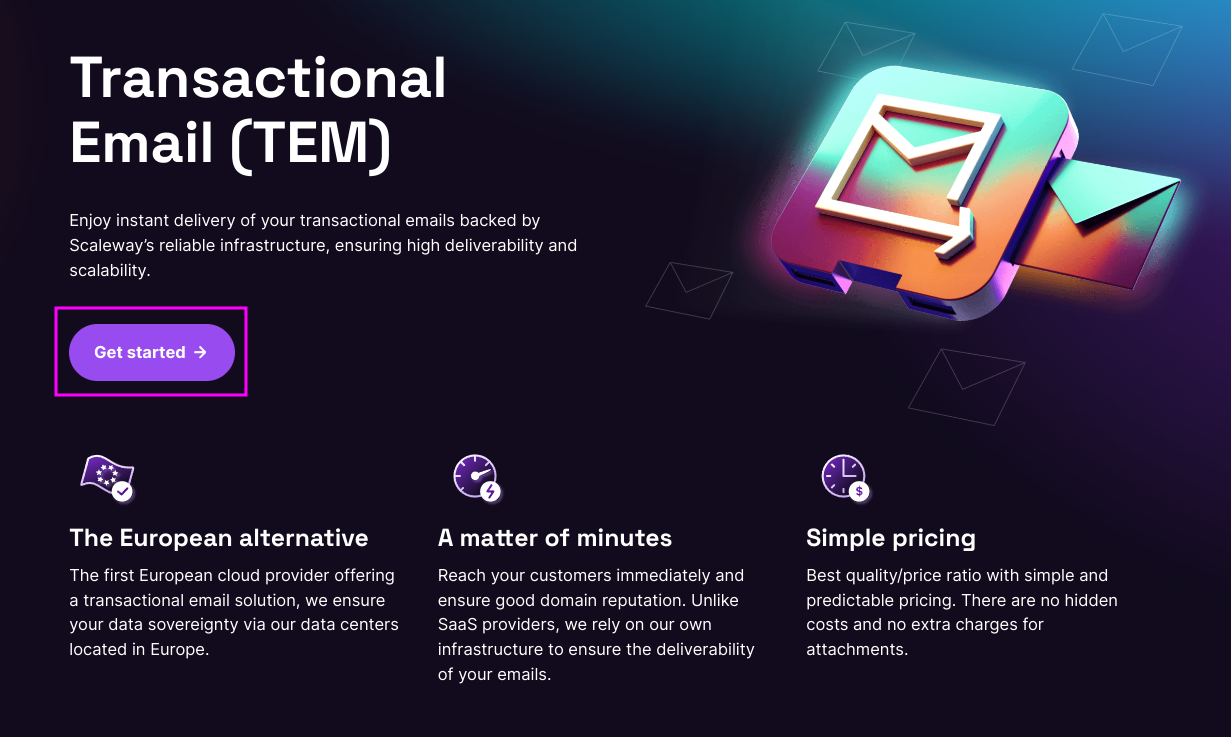 Transactional
Email (TEM)
Enjoy instant delivery of your transactional emails backed by
Scaleway’s reliable infrastructure, ensuring high deliverability and
scalability.
Get started →
The European alternative
The first European cloud provider offering
a transactional email solution, we ensure
your data sovereignty via our data centers
located in Europe.
A matter of minutes
Reach your customers immediately and
ensure good domain reputation. Unlike
SaaS providers, we rely on our own
infrastructure to ensure the deliverability
of your emails.
$
Simple pricing
Best quality/price ratio with simple and
predictable pricing. There are no hidden
costs and no extra charges for
attachments.